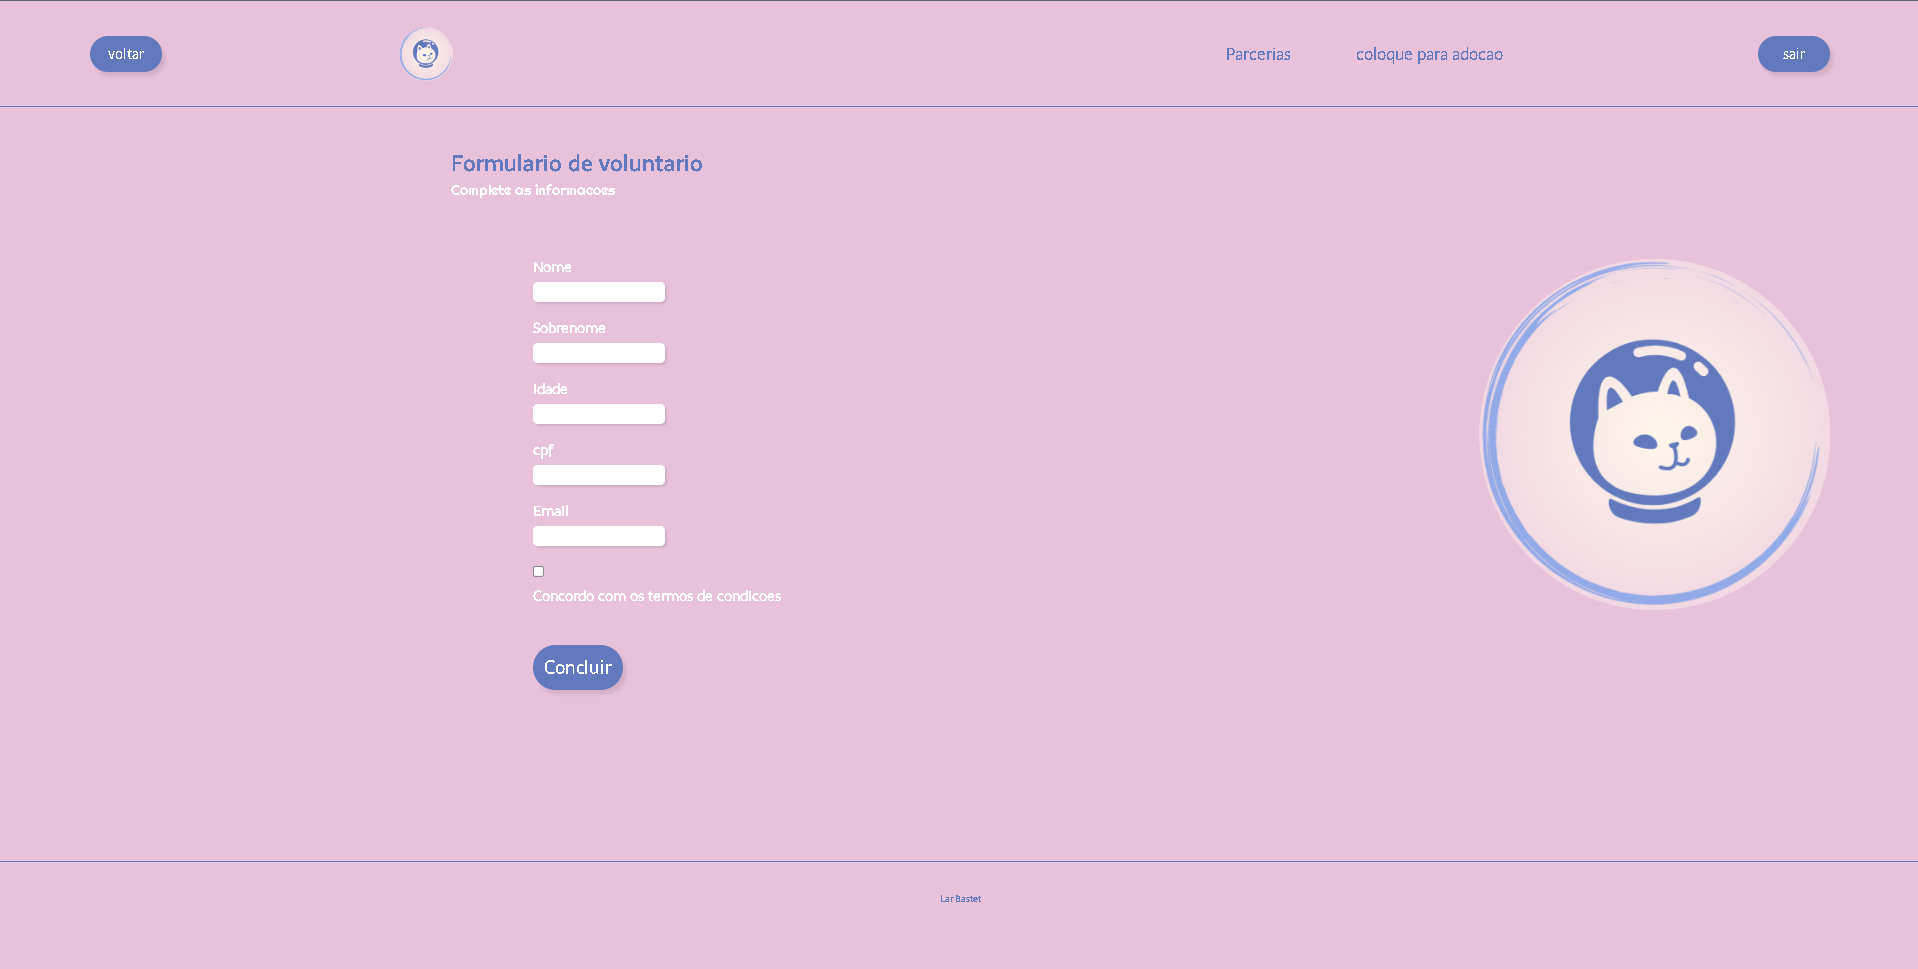 voltar
Parcerias
coloque para adocao
sair
Formulario de voluntario
Complete as informacoes
Nome
Sobrenome
Idade
cpf
Email
Concordo com os termos de condicoes
Concluir
Lar Bastet